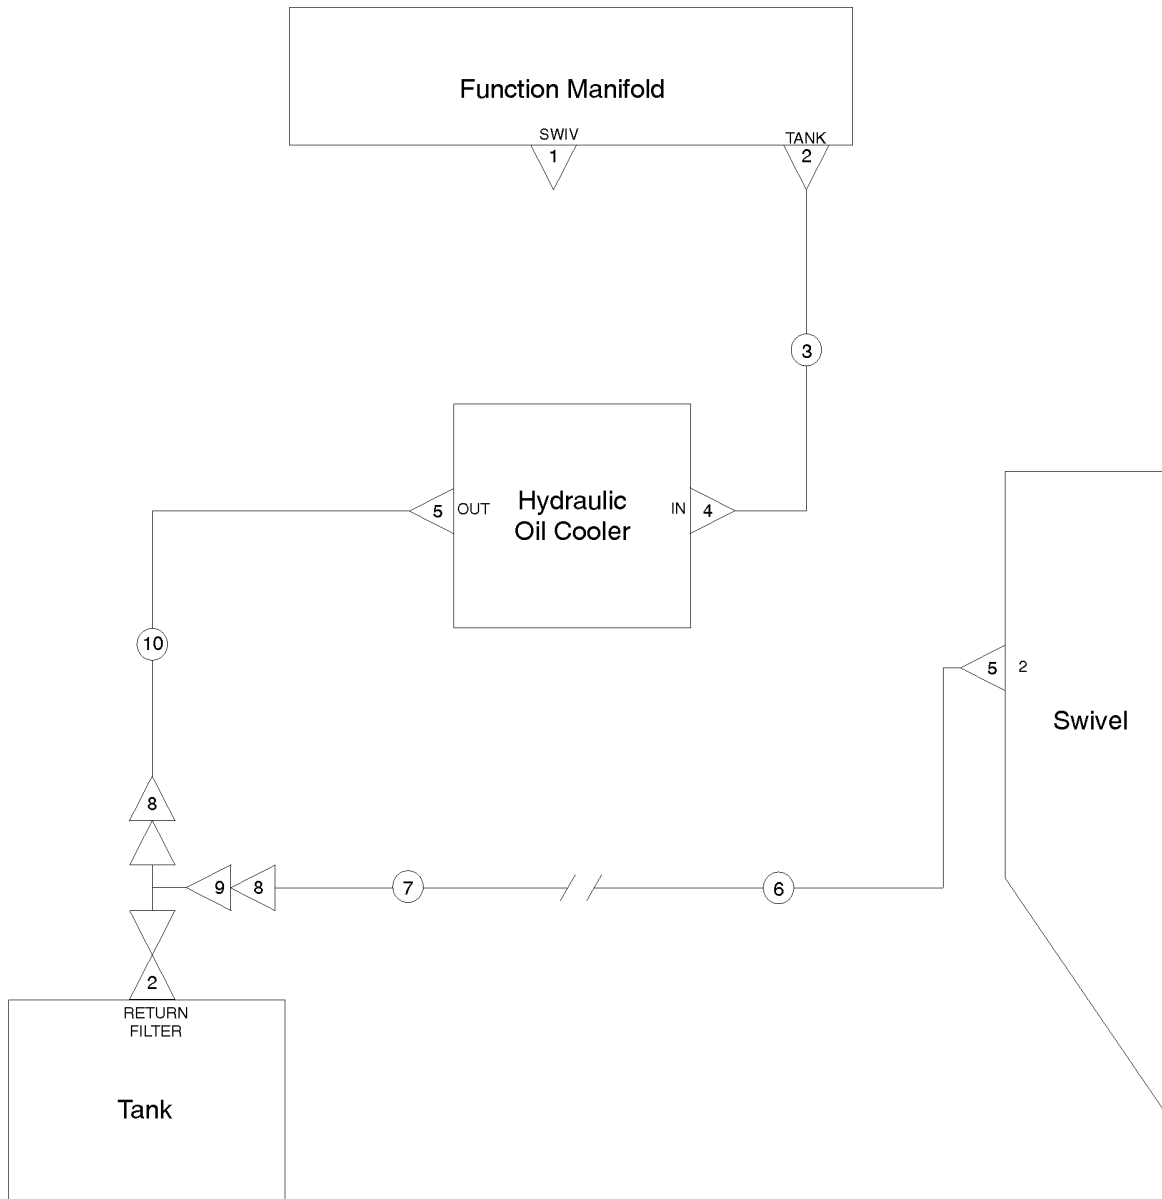 Function Manifold
SWIV
TANK
1
2
3
Hydraulic
Oil Cooler
5
OUT
IN
4
10
5
2
Swivel
8
9
8
7
6
2
RETURN
FILTER
Tank